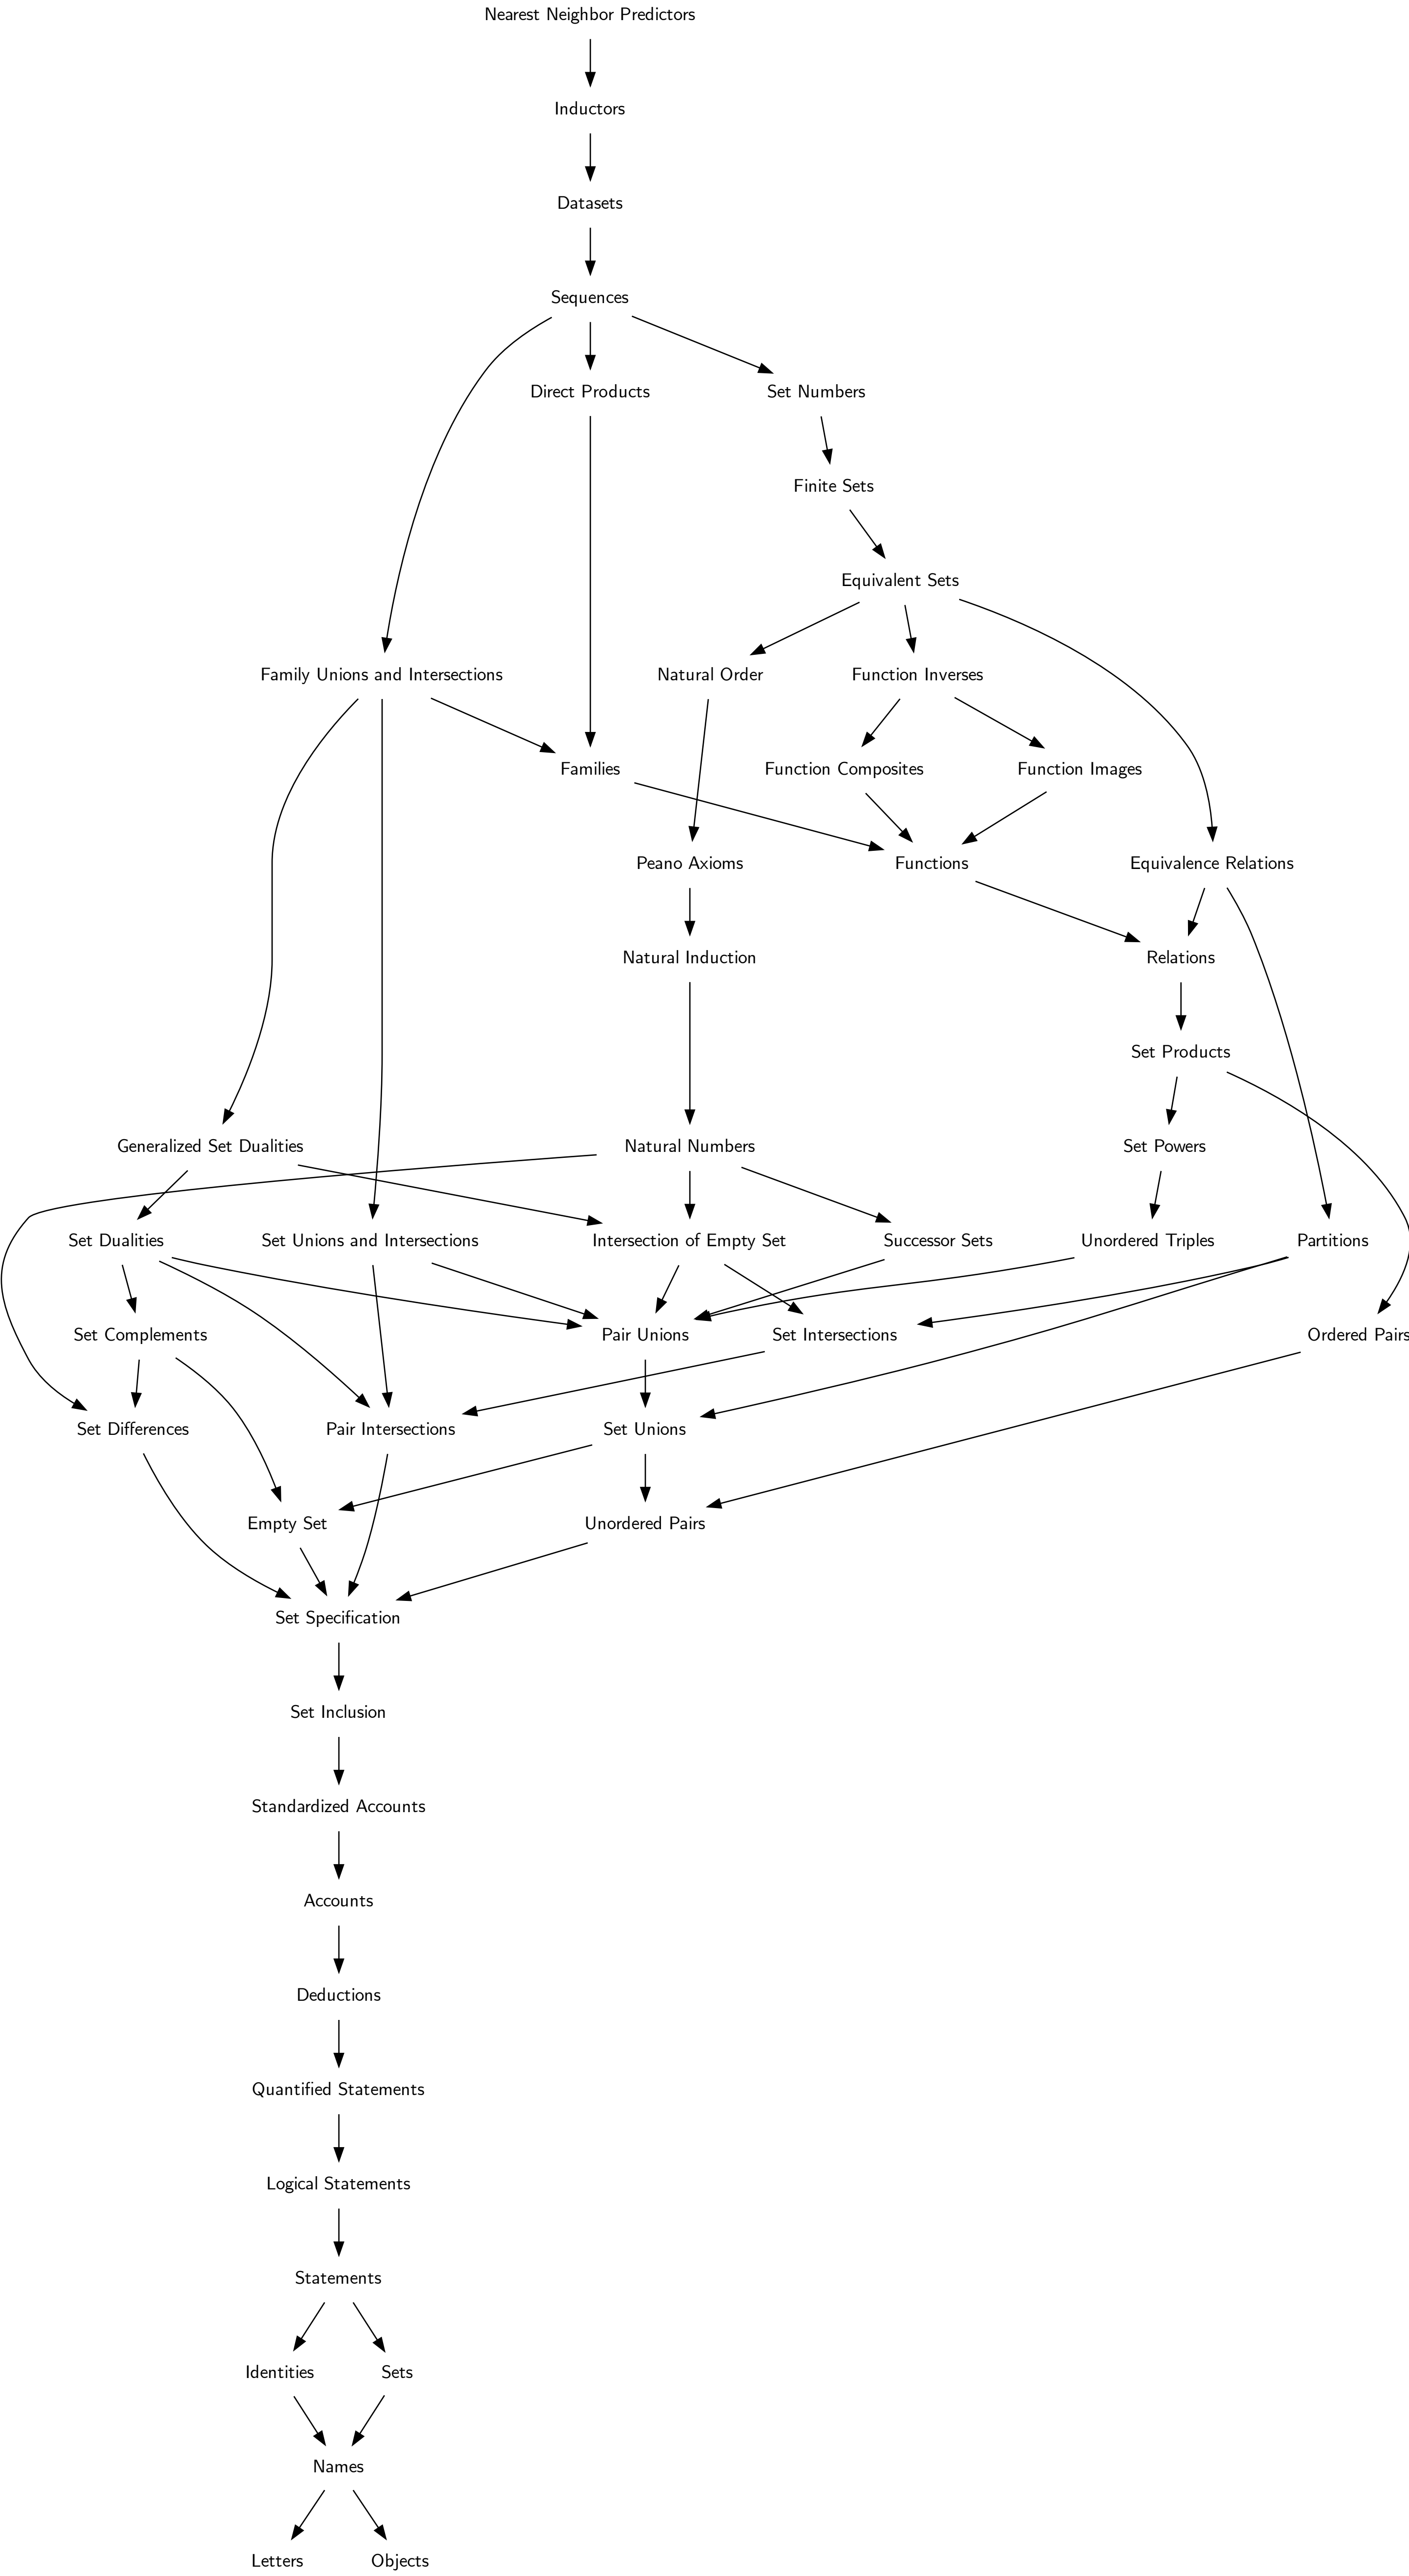 Nearest Neighbor Predictors
Inductors
Datasets
Sequences
Direct Products
Set Numbers
Finite Sets
Equivalent Sets
Family Unions and Intersections
Natural Order
Function Inverses
Families
Function Composites
Function Images
Peano Axioms
Functions
Equivalence Relations
Natural Induction
Relations
Set Products
Generalized Set Dualities
Natural Numbers
Set Powers
Set Dualities
Set Unions and Intersections
Intersection of Empty Set
Successor Sets
Unordered Triples
Partitions
Set Complements
Pair Unions
Set Intersections
Ordered Pairs
Set Differences
Pair Intersections
Set Unions
Empty Set
Unordered Pairs
Set Specification
Set Inclusion
Standardized Accounts
Accounts
Deductions
Quantified Statements
Logical Statements
Statements
Identities
Sets
Names
Letters
Objects